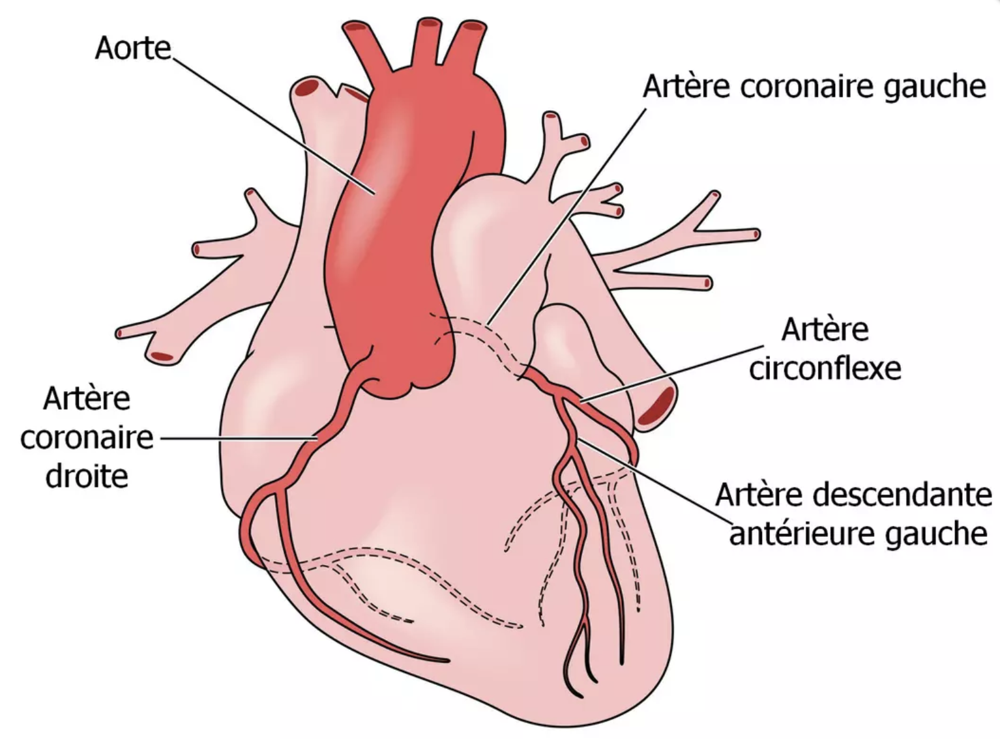 Aorte
Artère coronaire gauche
Artère
circonflexe
Artère
coronaire
droite
Artère descendante
antérieure gauche